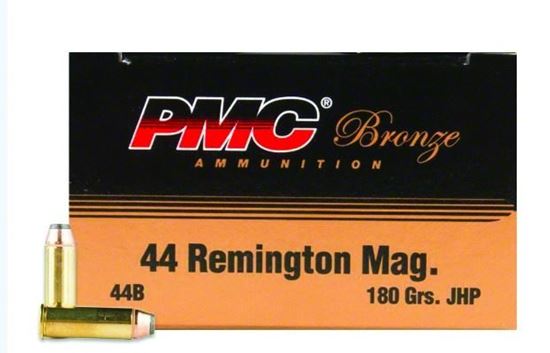 PMC® Bronze
AMMUNITION
44 Remington Mag.
44B 180 Grs. JHP